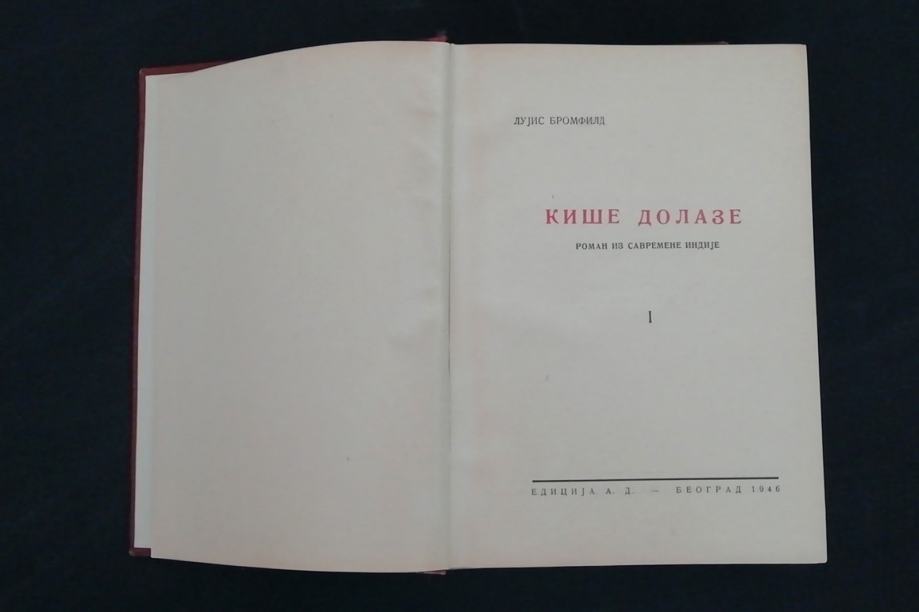 ЛУЈИС БРОМФИЛД
КИШЕ ДОЛАЗЕ
РОМАН ИЗ САВРЕМЕНЕ ИНДИЈЕ
I
ЕДИЦИЈА А. Д. — БЕОГРАД 1946